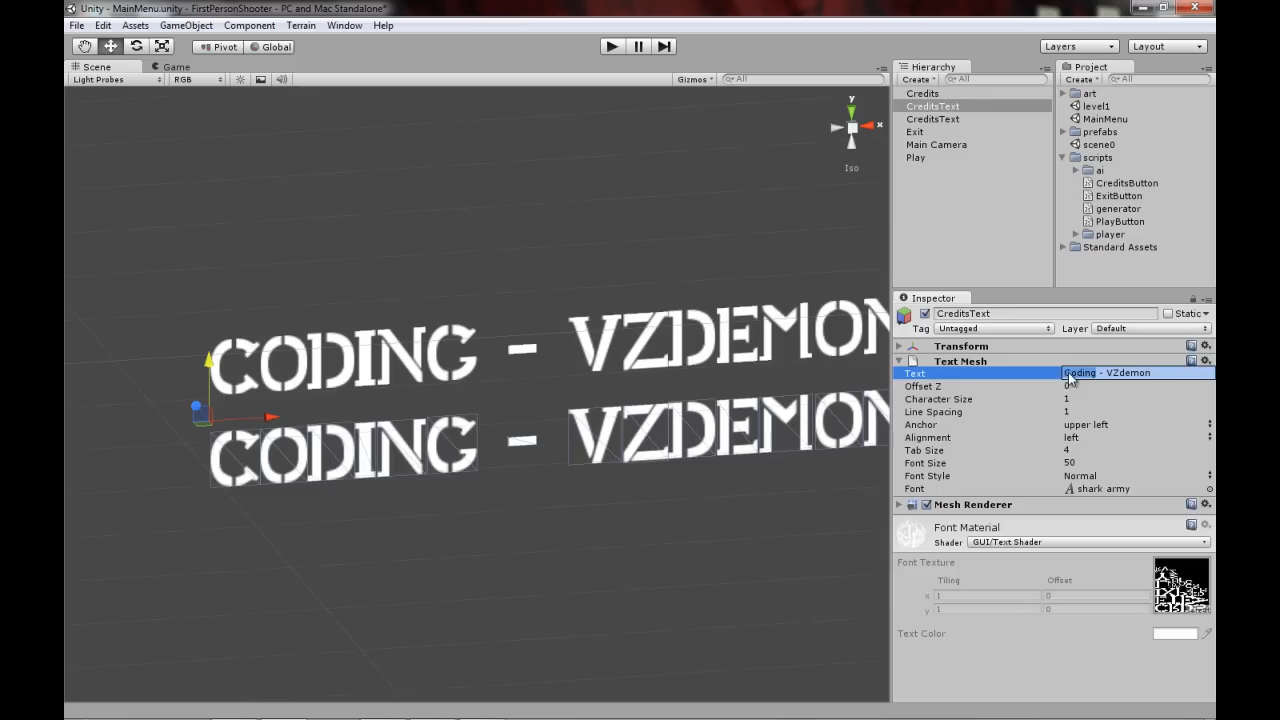 Unity - MainMenu.unity - FirstPersonShooter - PC and Mac Standalone*
File Edit Assets GameObject Component Terrain Window Help
Pivot Global Layers Layout
Scene Game
Light Probes RGB Gizmos All
Hierarchy
Create All
Credits
CreditsText
CreditsText
Exit
Main Camera
Play
Project
Create All
art
level1
MainMenu
prefabs
scene0
scripts
ai
CreditsButton
ExitButton
generator
PlayButton
player
Standard Assets
y
x
Iso
CODING - VZDEMON
CODING - VZDEMON
Inspector
CreditsText Static
Tag Untagged Layer Default
Transform
Text Mesh
Text Coding - VZdemon
Offset Z 0
Character Size 1
Line Spacing 1
Anchor upper left
Alignment left
Tab Size 4
Font Size 50
Font Style Normal
Font shark army
Mesh Renderer
Font Material
Shader GUI/Text Shader
Font Texture
Tiling Offset
x 1 0
y 1 0
Text Color